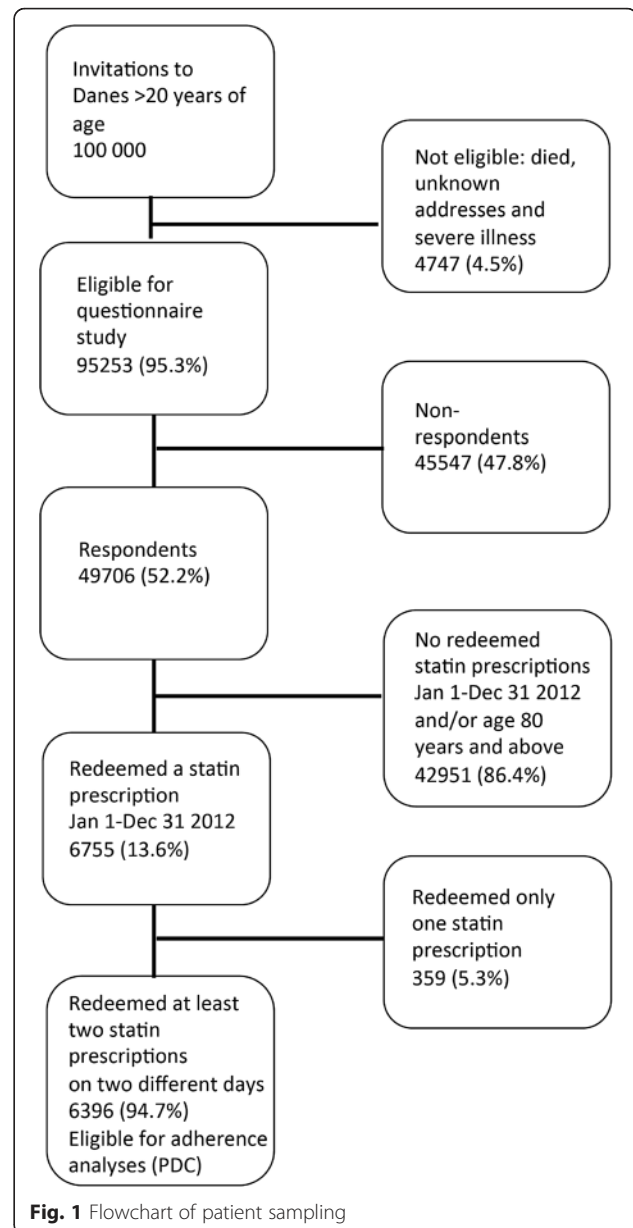 Invitations to
Danes >20 years of
age
100 000
Not eligible: died,
unknown
addresses and
severe illness
4747 (4.5%)
Eligible for
questionnaire
study
95253 (95.3%)
Non-
respondents
45547 (47.8%)
Respondents
49706 (52.2%)
No redeemed
statin prescriptions
Jan 1-Dec 31 2012
and/or age 80
years and above
42951 (86.4%)
Redeemed a statin
prescription
Jan 1-Dec 31 2012
6755 (13.6%)
Redeemed only
one statin
prescription
359 (5.3%)
Redeemed at least
two statin
prescriptions
on two different days
6396 (94.7%)
Eligible for adherence
analyses (PDC)
Fig. 1 Flowchart of patient sampling